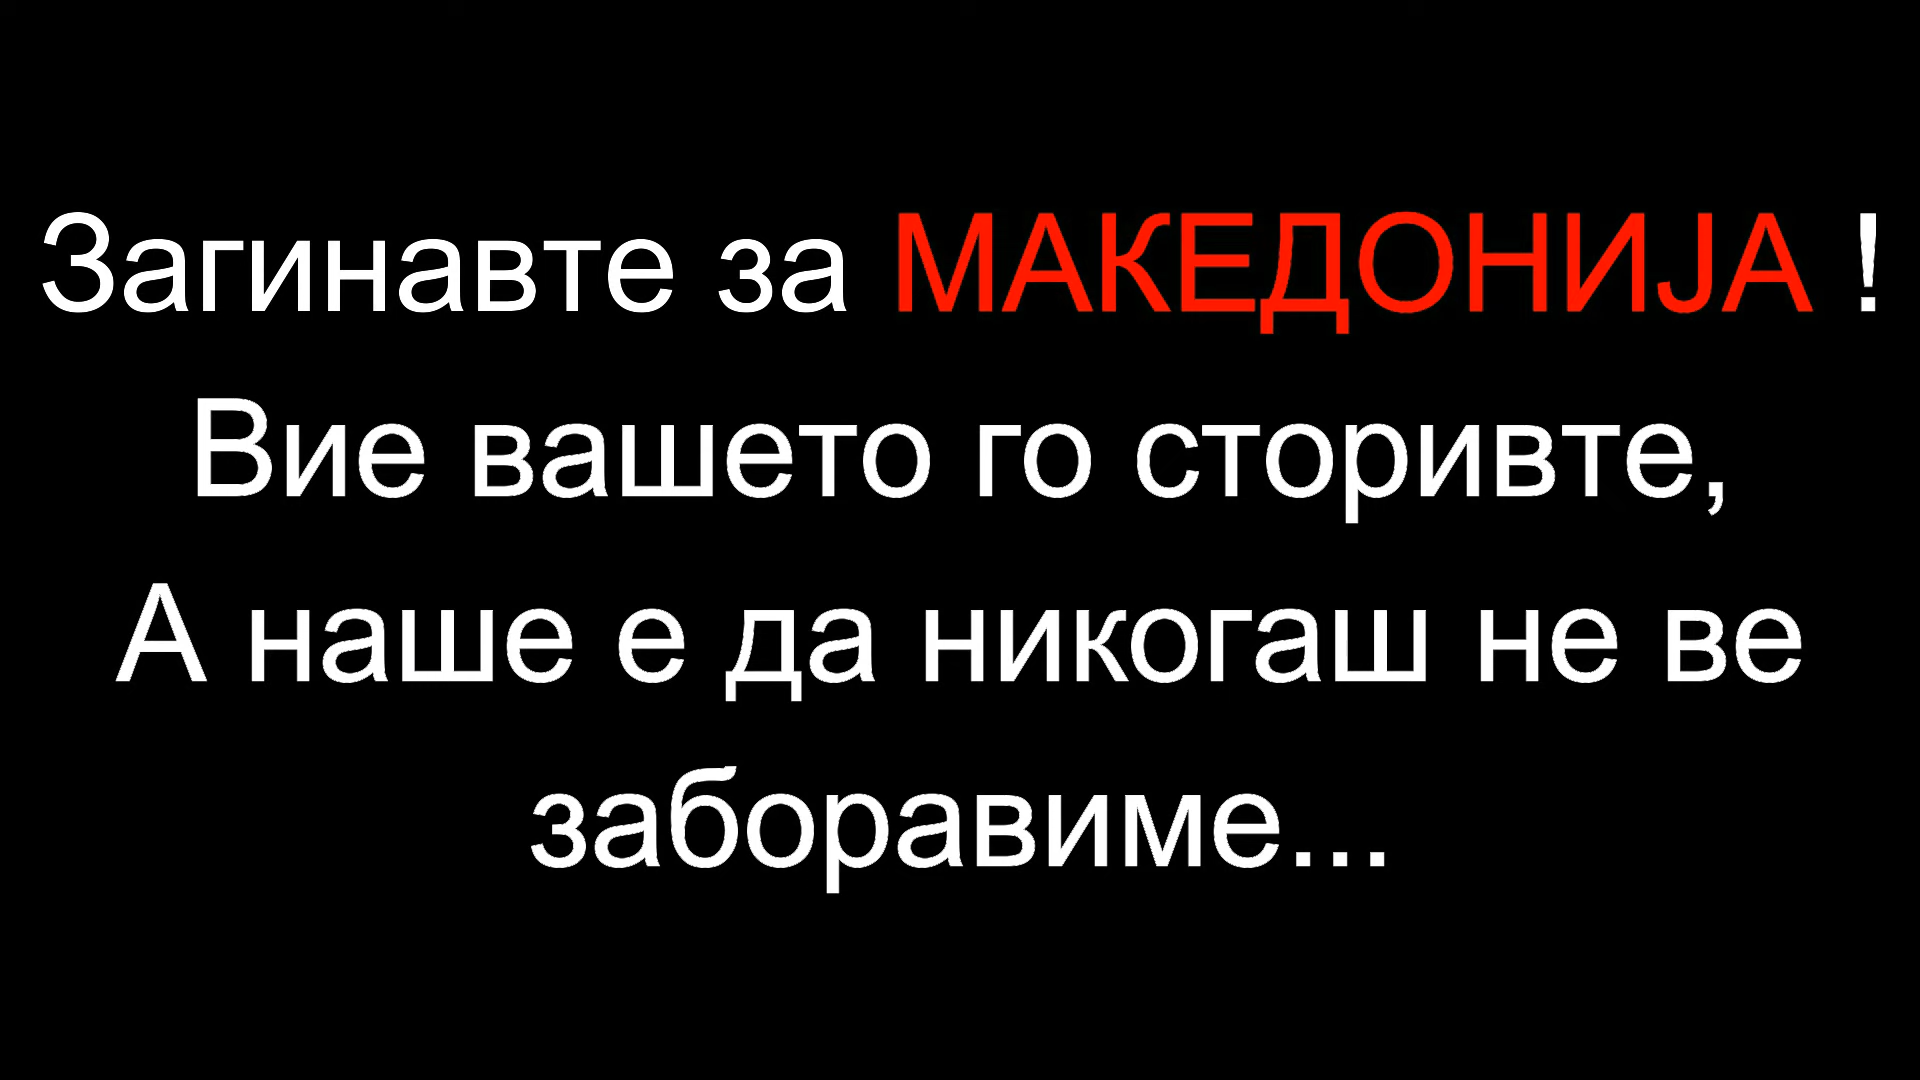 Загинавте за МАКЕДОНИЈА !
Вие вашето го сторивте,
А наше е да никогаш не ве
заборавиме...